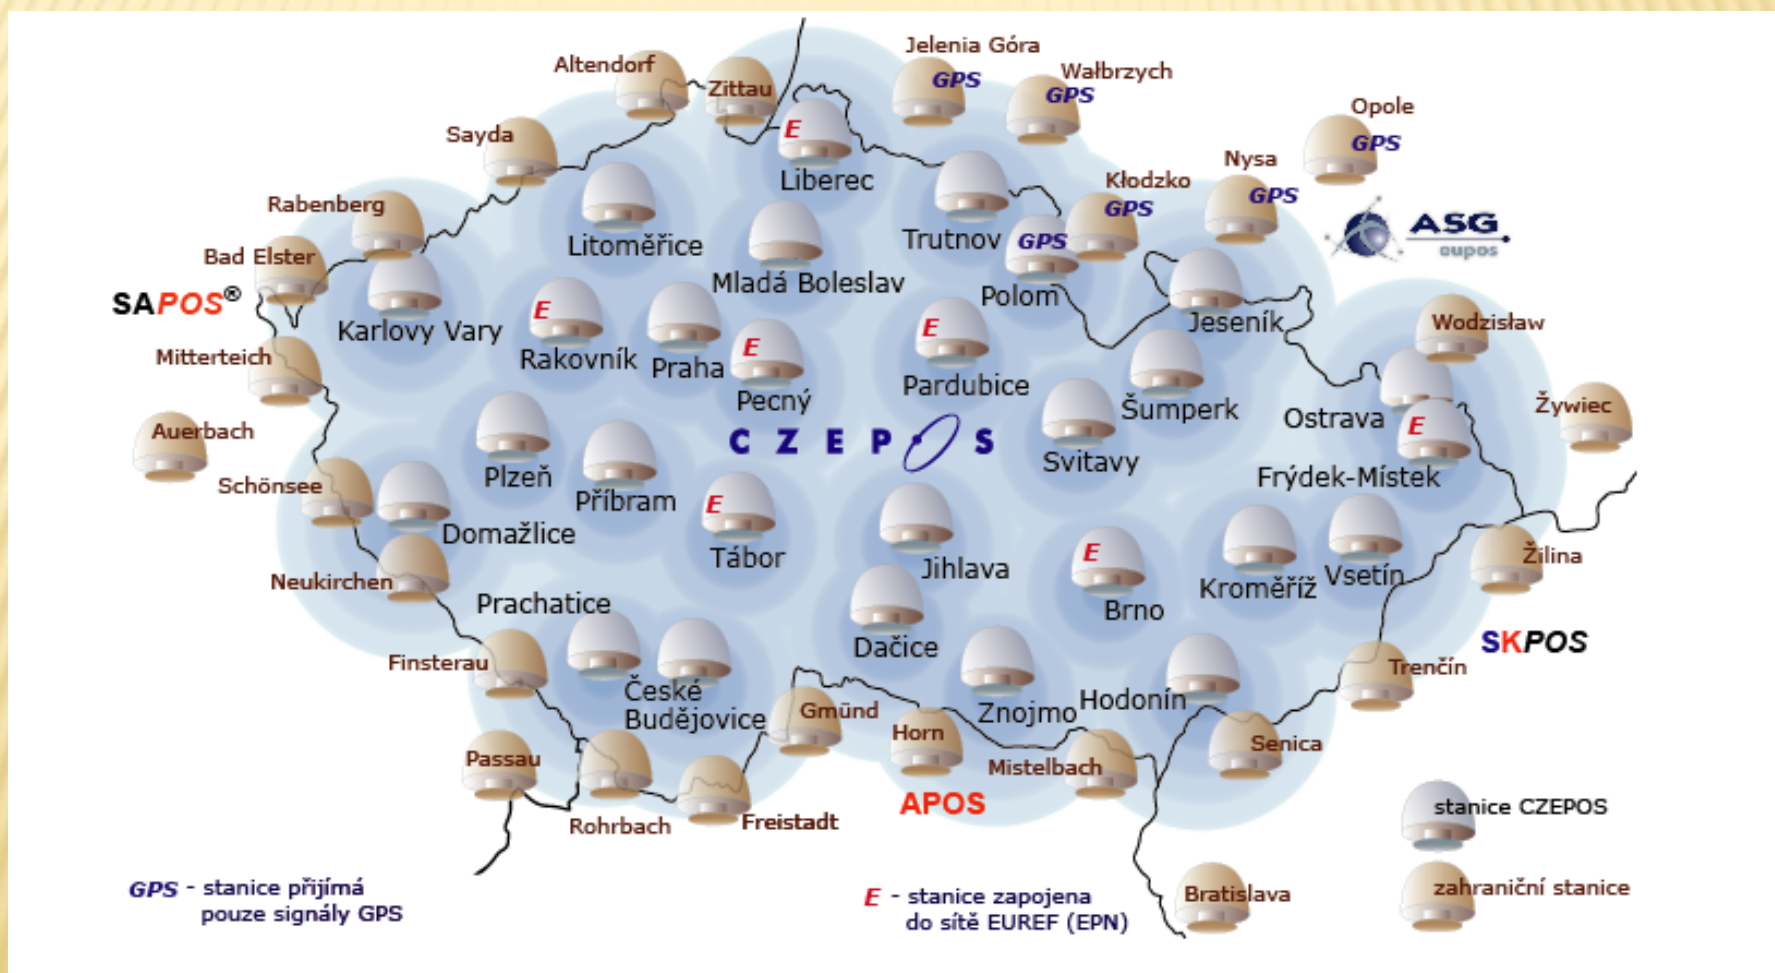 Jelenia Góra
GPS
Wałbrzych
GPS
Altendorf
Zittau
Opole
GPS
Sayda
E
Liberec
Nysa
GPS
Kłodzko
GPS
Rabenberg
Litoměřice
Trutnov
GPS
ASG
eupos
Bad Elster
Mladá Boleslav
Polom
SAPOS®
Karlovy Vary
E
Rakovník
Praha
E
Pecný
E
Pardubice
Jeseník
Wodzisław
Mitterteich
Šumperk
Ostrava
Żywiec
Auerbach
CZEPOS
E
Plzeň
Svitavy
Frýdek-Místek
Schönsee
Příbram
E
Domažlice
Tábor
Jihlava
E
Brno
Kroměříž
Vsetín
Žilina
Neukirchen
Prachatice
Dačice
SKPOS
Finsterau
České
Budějovice
Gmünd
Znojmo
Hodonín
Trenčín
Horn
Senica
Passau
Mistelbach
APOS
Rohrbach
Freistadt
stanice CZEPOS
GPS - stanice přijímá
pouze signály GPS
E - stanice zapojena
do sítě EUREF (EPN)
Bratislava
zahraniční stanice